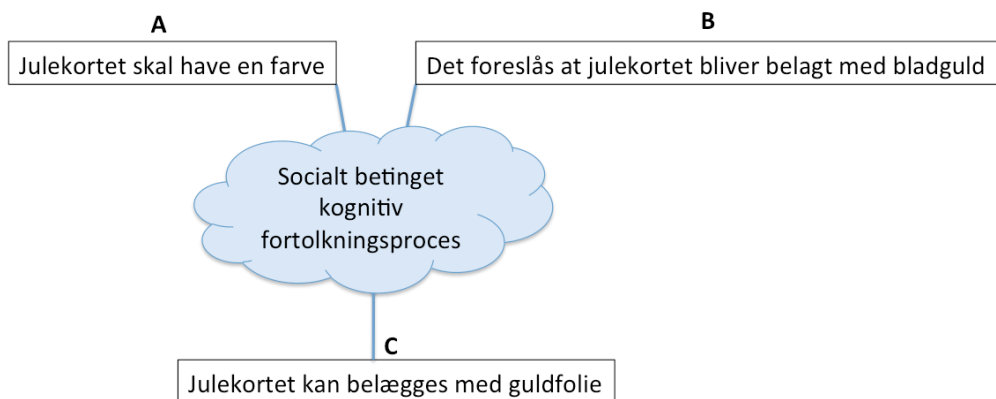 A
Julekortet skal have en farve
B
Det foreslås at julekortet bliver belagt med bladguld
Socialt betinget
kognitiv
fortolkningsproces
C
Julekortet kan belægges med guldfolie